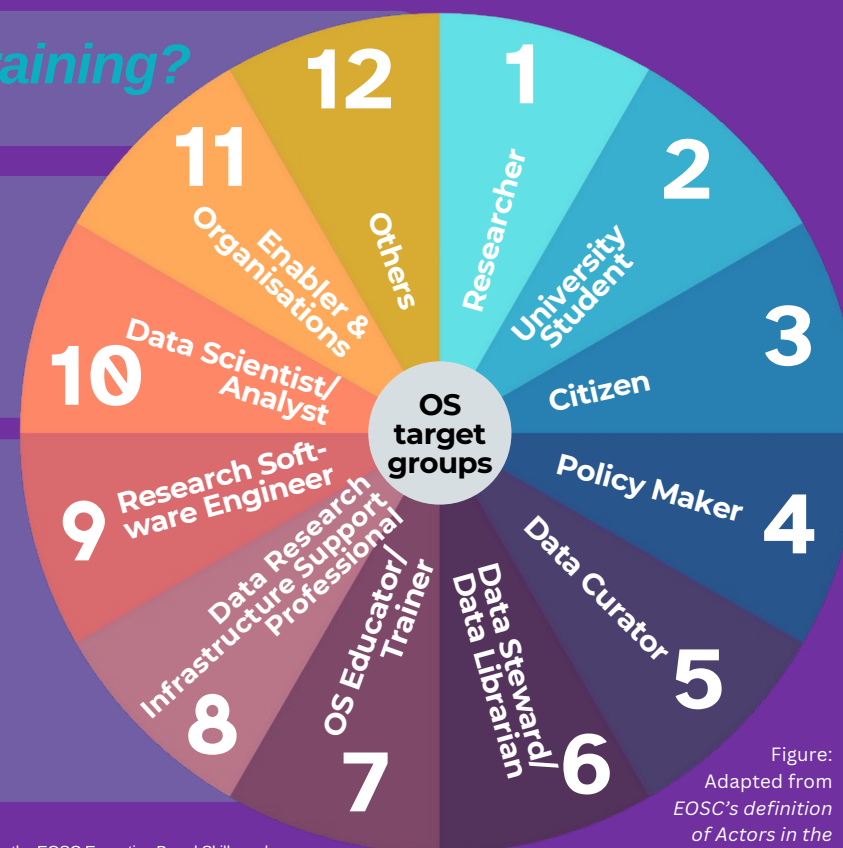 aining?
1
Researcher
2
University
Student
3
Citizen
4
Policy Maker
5
Data Curator
6
Data Steward/
Data Librarian
7
OS Educator/
Trainer
8
Data Research
Infrastructure Support
Professional
9
Research Soft-
ware Engineer
10
Data Scientist/
Analyst
11
Enabler &
Organisations
12
Others
OS
target
groups
Figure:
Adapted from
EOSC's definition
of Actors in the